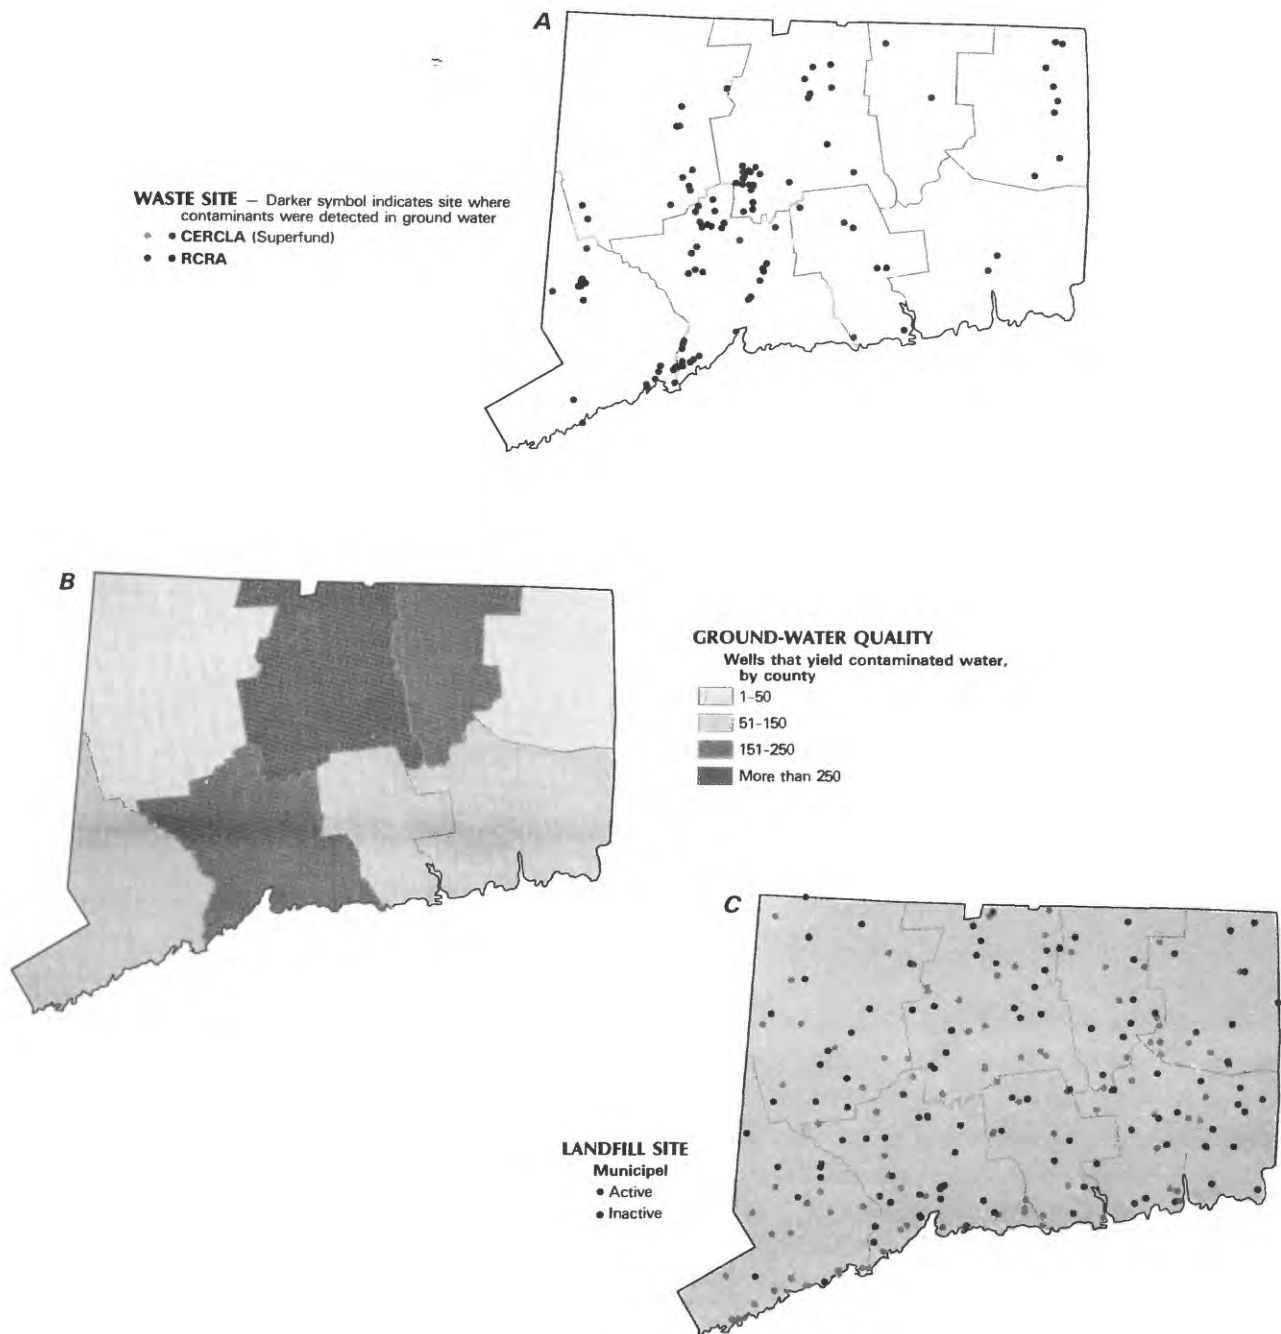 A
WASTE SITE — Darker symbol indicates site where
contaminants were detected in ground water
CERCLA (Superfund)
RCRA
B
GROUND-WATER QUALITY
Wells that yield contaminated water,
by county
1-50
51-150
151-250
More than 250
C
LANDFILL SITE
Municipel
Active
Inactive